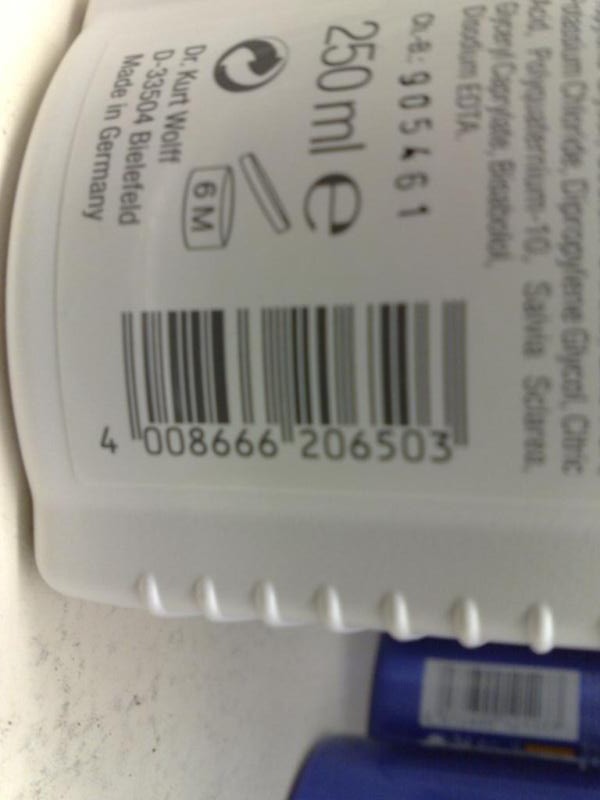 Potassium Chloride, Dipropylene Glycol, Citric
Acid, Polyquaternium-10, Salvia Sclarea,
Glyceryl Caprylate, Bisabolol,
Disodium EDTA.
Ch.-B.: 905461
250 ml e
6 M
Dr. Kurt Wolff
D-33504 Bielefeld
Made in Germany
4 008666 206503